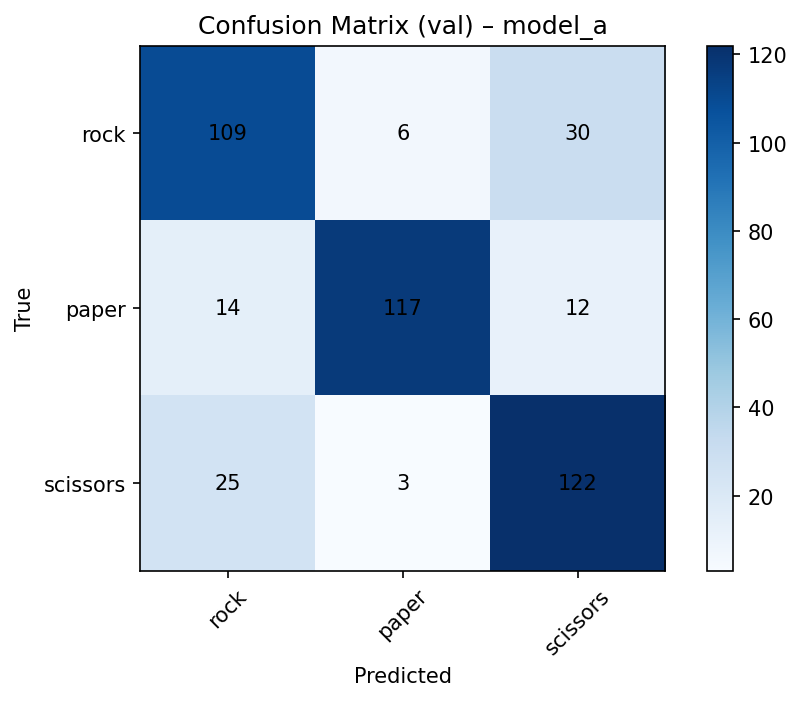 Confusion Matrix (val) – model_a
True
rock
109
6
30
paper
14
117
12
scissors
25
3
122
rock
paper
scissors
Predicted
120
100
80
60
40
20